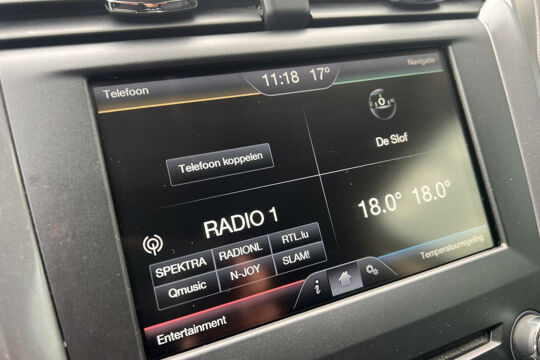 Telefoon
11:18 17°
Navigatie
De Slof
Telefoon koppelen
18.0° 18.0°
RADIO 1
SPEKTRA RADIONL RTL.lu
Qmusic N-JOY SLAM!
i
Temperatuurregeling
Entertainment